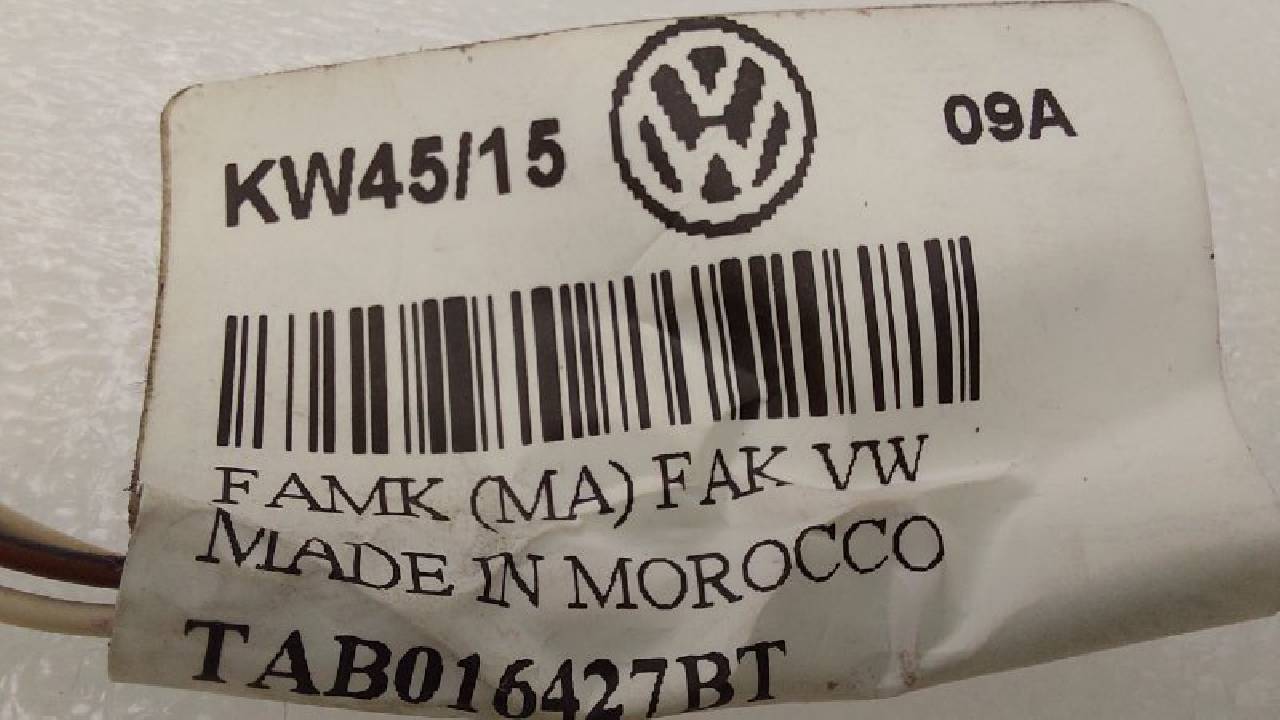 KW45/15 09A
FAMK (MA) FAK VW
MADE IN MOROCCO
TAB016427BT